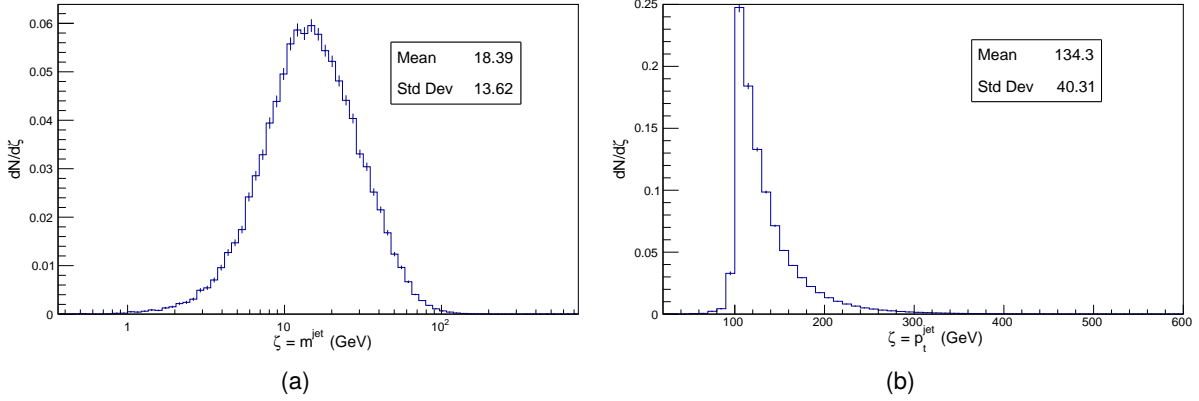 0.06
0.05
0.04
0.03
0.02
0.01
0
dN/dζ
Mean 18.39
Std Dev 13.62
1 10 10²
ζ = m^jet (GeV)
(a)
0.25
0.2
0.15
0.1
0.05
0
dN/dζ
Mean 134.3
Std Dev 40.31
100 200 300 400 500 600
ζ = p_t^jet (GeV)
(b)